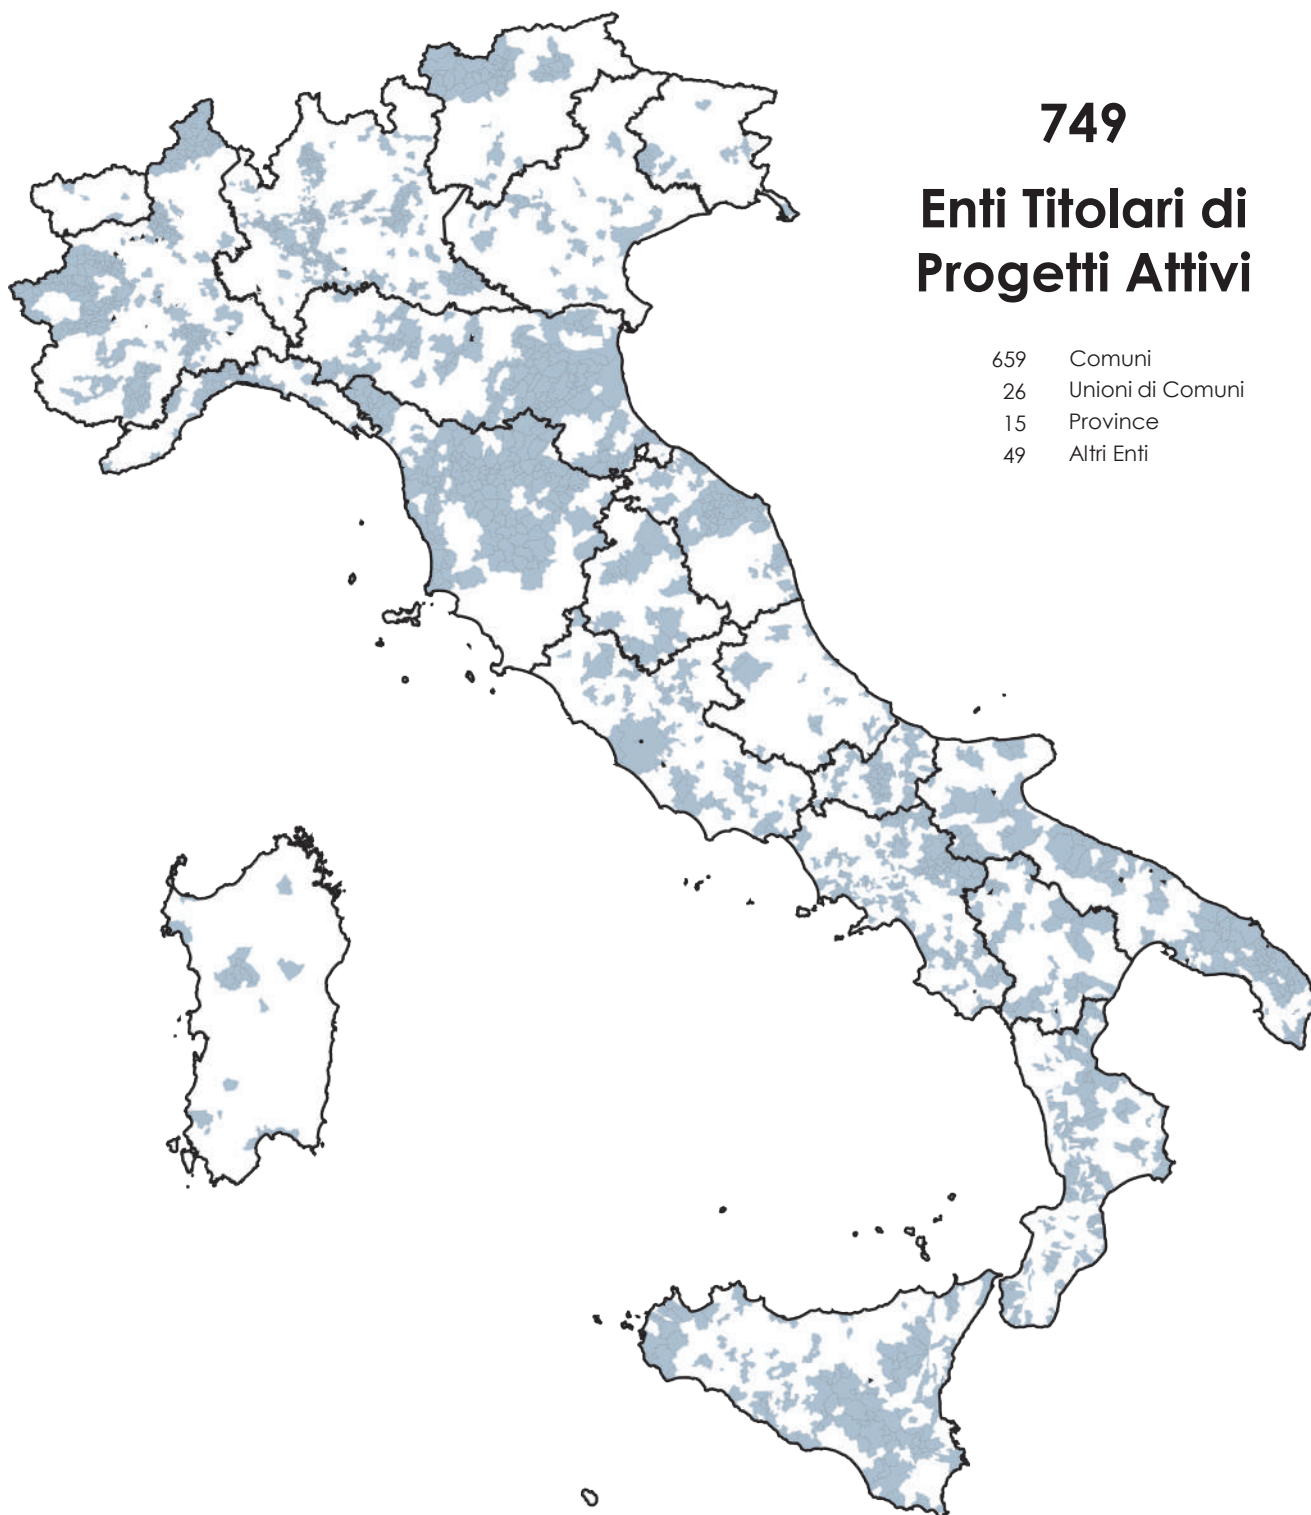 749
Enti Titolari di
Progetti Attivi
659 Comuni
26 Unioni di Comuni
15 Province
49 Altri Enti